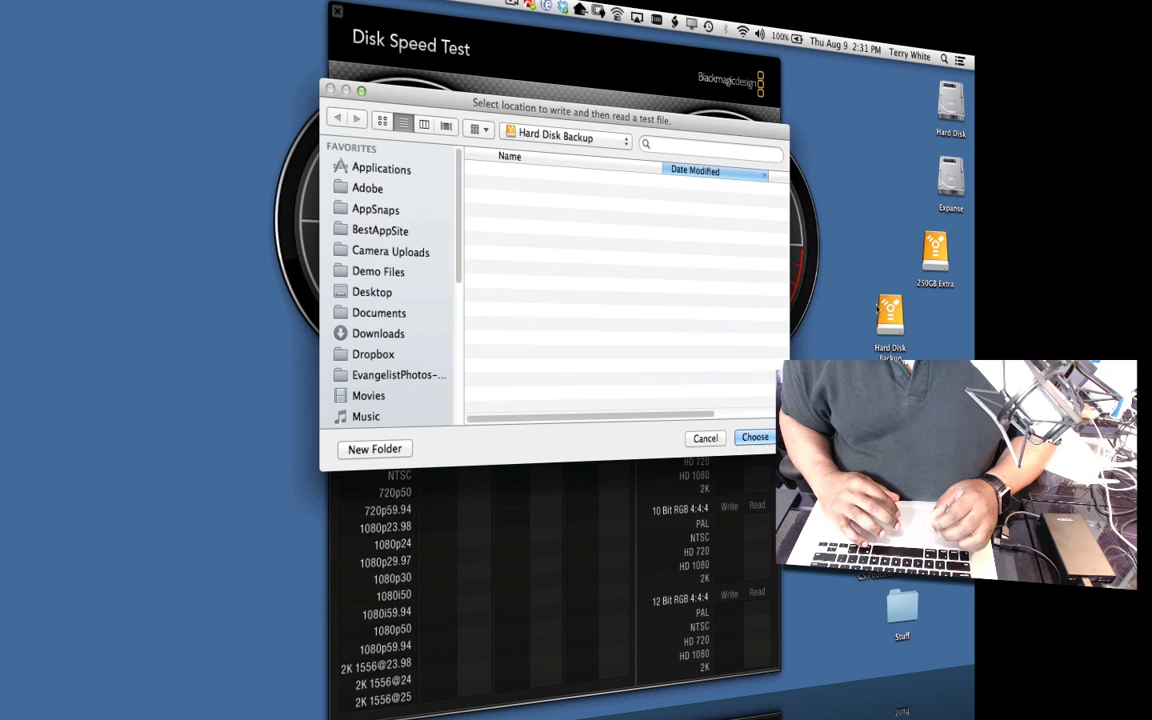 100%
Thu Aug 9 2:31 PM
Terry White
Disk Speed Test
Blackmagicdesign
Select location to write and then read a test file.
Hard Disk Backup
FAVORITES
Applications
Adobe
AppSnaps
BestAppSite
Camera Uploads
Demo Files
Desktop
Documents
Downloads
Dropbox
EvangelistPhotos-...
Movies
Music
Name
Date Modified
New Folder
Cancel
Choose
Hard Disk
Expanse
250GB Extra
Hard Disk
Backup
Stuff
NTSC
720p50
720p59.94
1080p23.98
1080p24
1080p29.97
1080p30
1080i50
1080i59.94
1080p50
1080p59.94
2K 1556@23.98
2K 1556@24
2K 1556@25
HD 720
HD 1080
2K
10 Bit RGB 4:4:4 Write Read
PAL
NTSC
HD 720
HD 1080
2K
12 Bit RGB 4:4:4 Write Read
PAL
NTSC
HD 720
HD 1080
2K